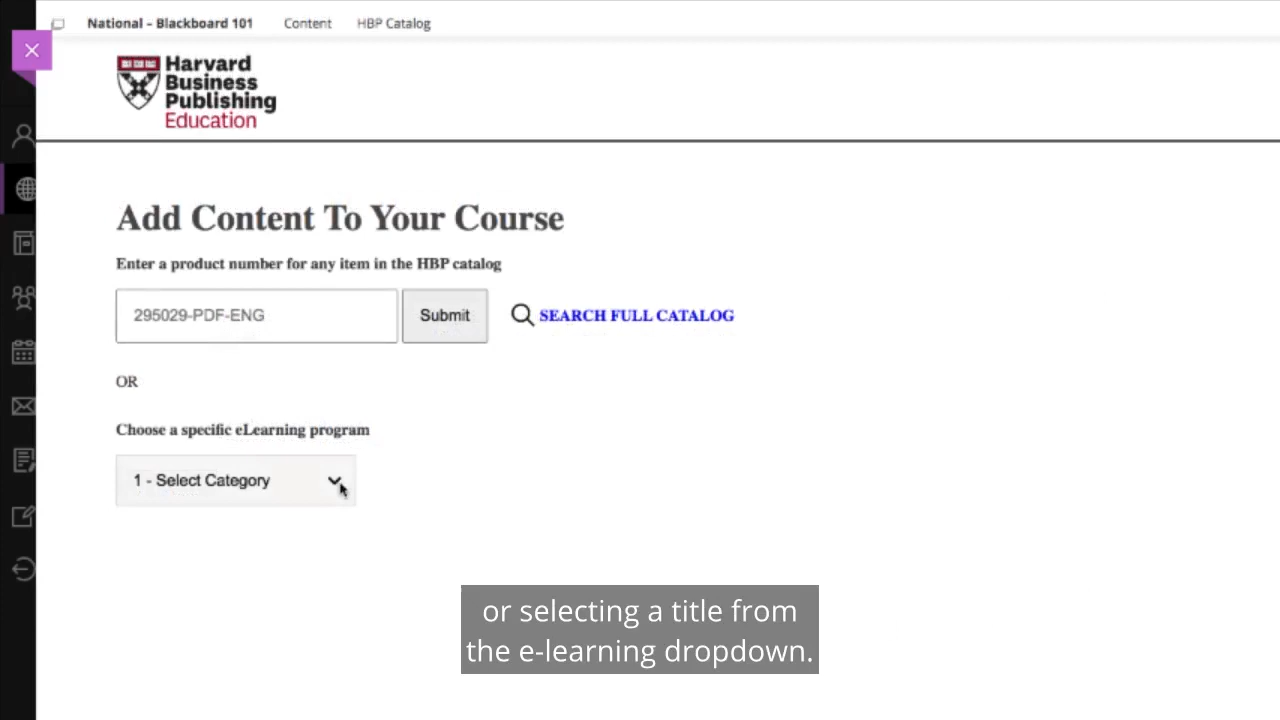 National - Blackboard 101 Content HBP Catalog
Harvard
Business
Publishing
Education
Add Content To Your Course
Enter a product number for any item in the HBP catalog
295029-PDF-ENG Submit SEARCH FULL CATALOG
OR
Choose a specific eLearning program
1 - Select Category
or selecting a title from
the e-learning dropdown.